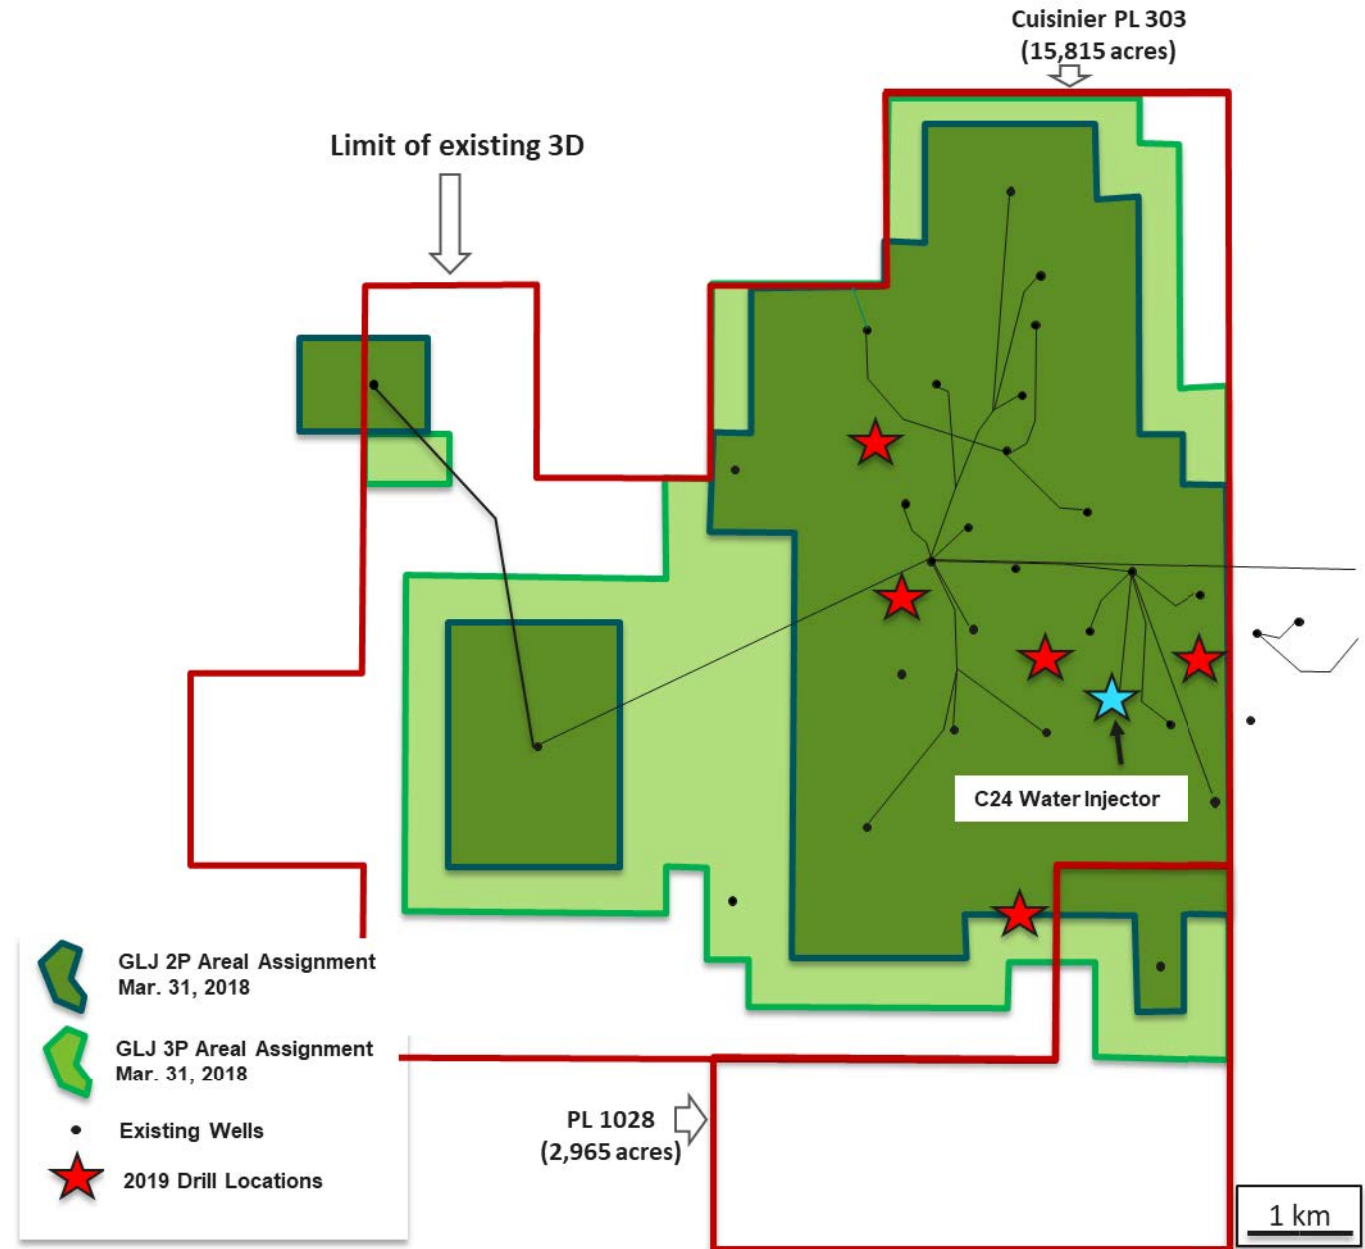 Cuisinier PL 303
(15,815 acres)
Limit of existing 3D
C24 Water Injector
GLJ 2P Areal Assignment
Mar. 31, 2018
GLJ 3P Areal Assignment
Mar. 31, 2018
Existing Wells
2019 Drill Locations
PL 1028
(2,965 acres)
1 km